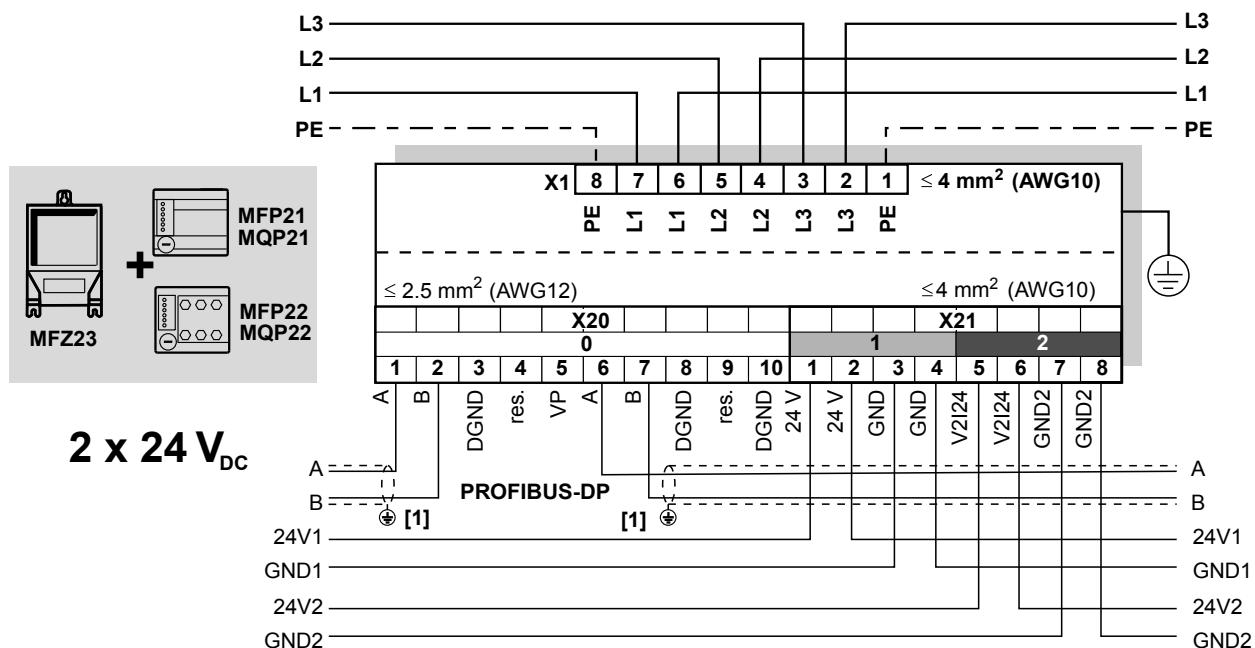 L3 L3
L2 L2
L1 L1
PE PE
X1 8 7 6 5 4 3 2 1 ≤ 4 mm² (AWG10)
PE L1 L1 L2 L2 L3 L3 PE
MFP21
MQP21
+
MFP22
MQP22
MFZ23
≤ 2.5 mm² (AWG12) ≤4 mm² (AWG10)
X20 X21
0 1 2
1 2 3 4 5 6 7 8 9 10 1 2 3 4 5 6 7 8
A B DGND res. VP A B DGND res. DGND 24 V 24 V GND GND V2I24 V2I24 GND2 GND2
2 x 24 VDC
A PROFIBUS-DP A
B [1] [1] B
24V1 24V1
GND1 GND1
24V2 24V2
GND2 GND2